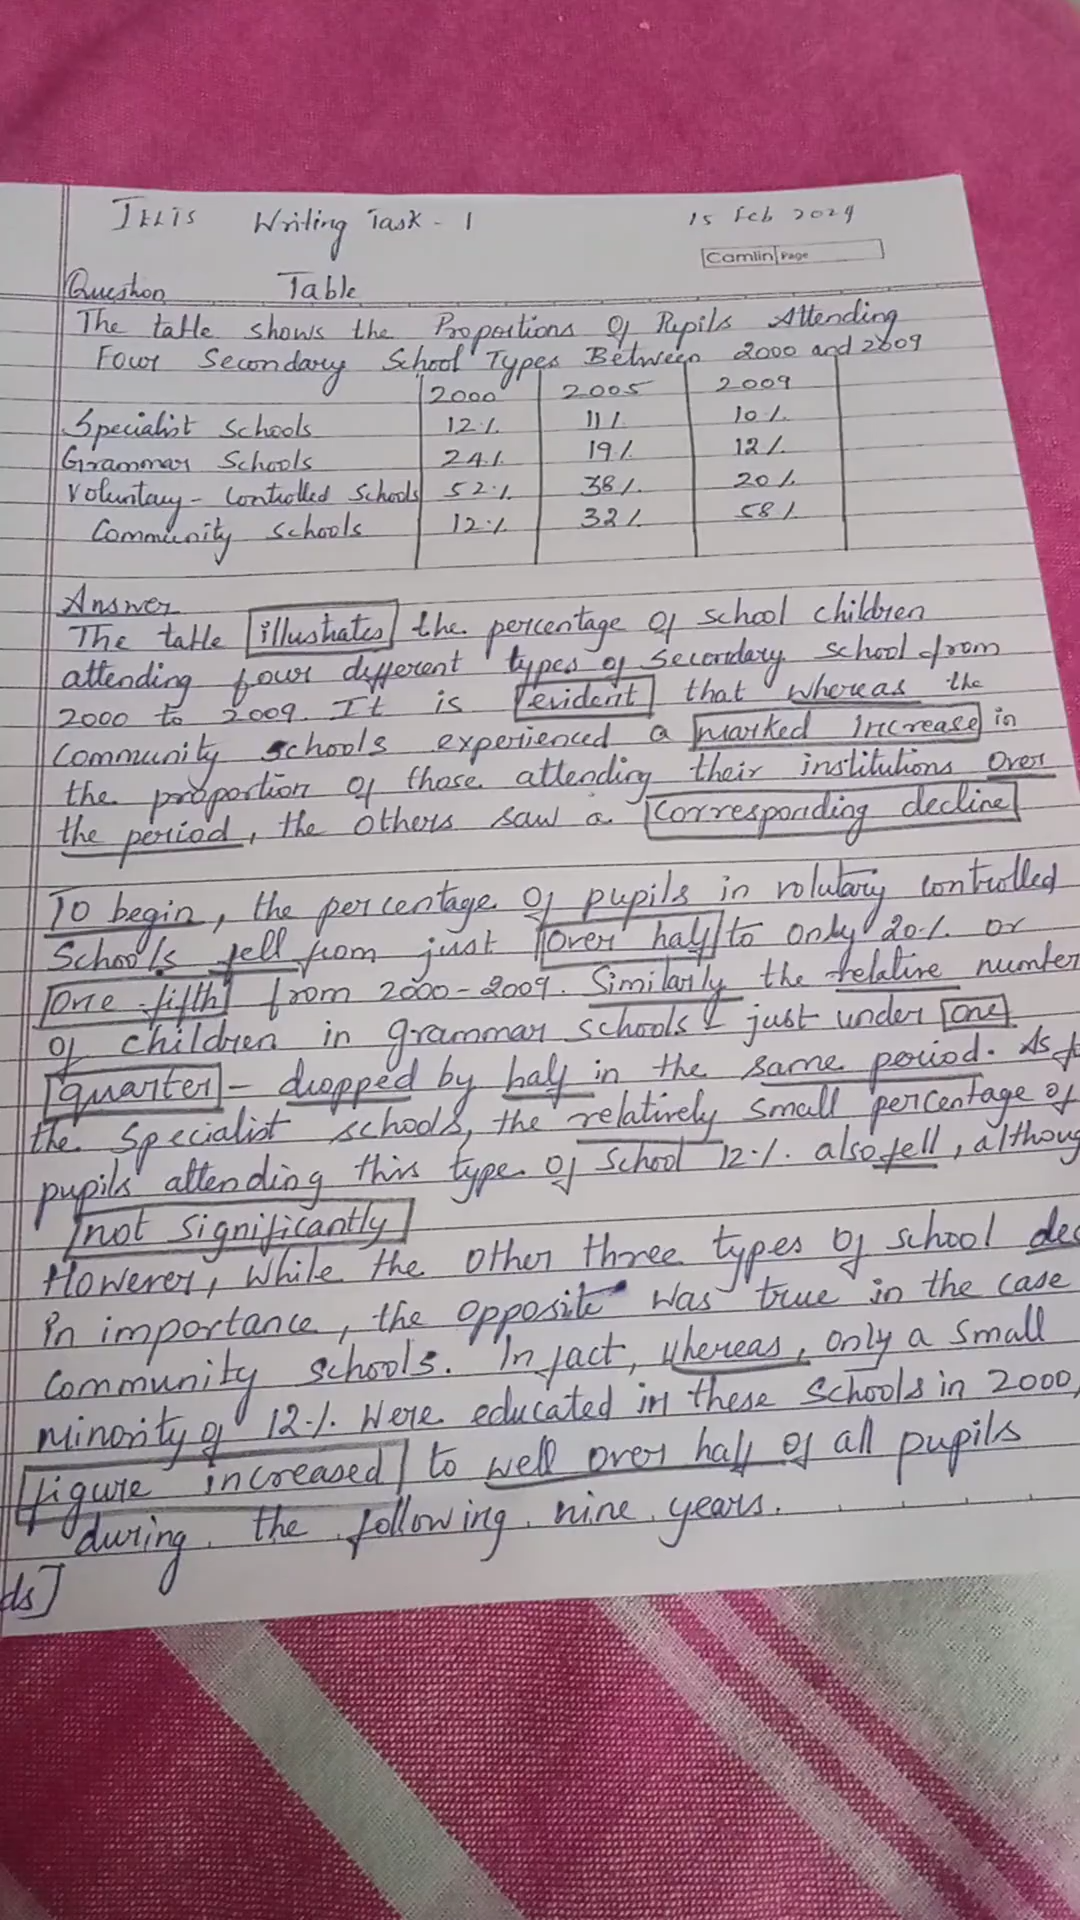 IELTS Writing Task - 1 15 Feb 2024
Camlin Page
Question Table
The table shows the Proportions Of Pupils Attending
Four Secondary School Types Between 2000 and 2009
2000 2005 2009
Specialist Schools 12% 11% 10%
Grammar Schools 24% 19% 12%
Voluntary - Controlled Schools 52% 38% 20%
Community Schools 12% 32% 58%
Answer
The table illustrates the percentage of school children
attending four different types of Secondary school from
2000 to 2009. It is evident that whereas the
Community schools experienced a marked increase in
the proportion of those attending their institutions over
the period, the others saw a corresponding decline
To begin, the percentage of pupils in volutary controlled
Schools fell from just over half to only 20% or
one fifth from 2000-2009. Similarly the relative number
of children in grammar schools just under one
quarter - dropped by half in the same period. As
the Specialist schools, the relatively small percentage of
pupils attending this type of School 12% also fell,
not Significantly
However, while the other three types of school
in importance, the opposite was true in the case
Community schools. In fact, whereas, only a small
minority of 12% Were educated in these Schools in 2000,
figure increased to well over half of all pupils
during the following nine years.
ds]